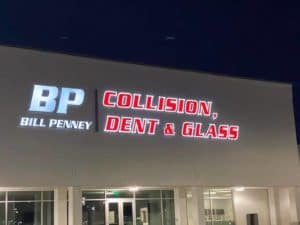 BP
BILL PENNEY
COLLISION,
DENT & GLASS